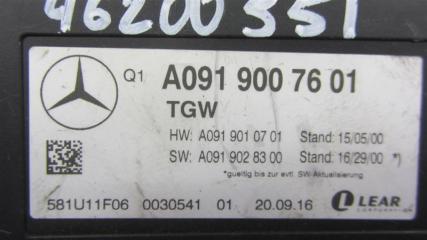 46200351
Q1 A091 900 76 01
TGW
HW: A091 901 07 01 Stand: 15/05/00
SW: A091 902 83 00 Stand: 16/29/00 *)
*gueltig bis zur evtl. SW-Aktualisierung
581U11F06 0030541 01 20.09.16
LEAR
CORPORATION